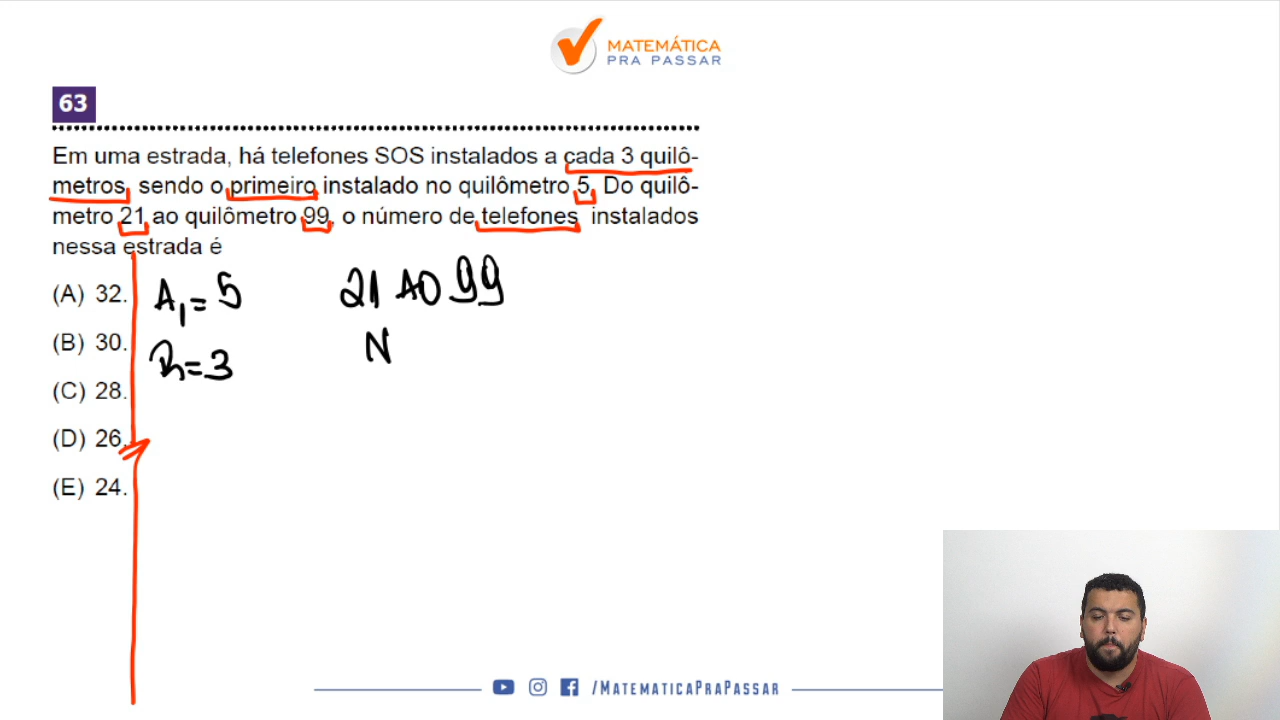 MATEMÁTICA
PRA PASSAR
63
Em uma estrada, há telefones SOS instalados a cada 3 quilô-
metros, sendo o primeiro instalado no quilômetro 5. Do quilô-
metro 21 ao quilômetro 99, o número de telefones instalados
nessa estrada é
(A) 32.
(B) 30.
(C) 28.
(D) 26.
(E) 24.
A1 = 5
R = 3
21 AO 99
N
/MATEMATICAPRAPASSAR